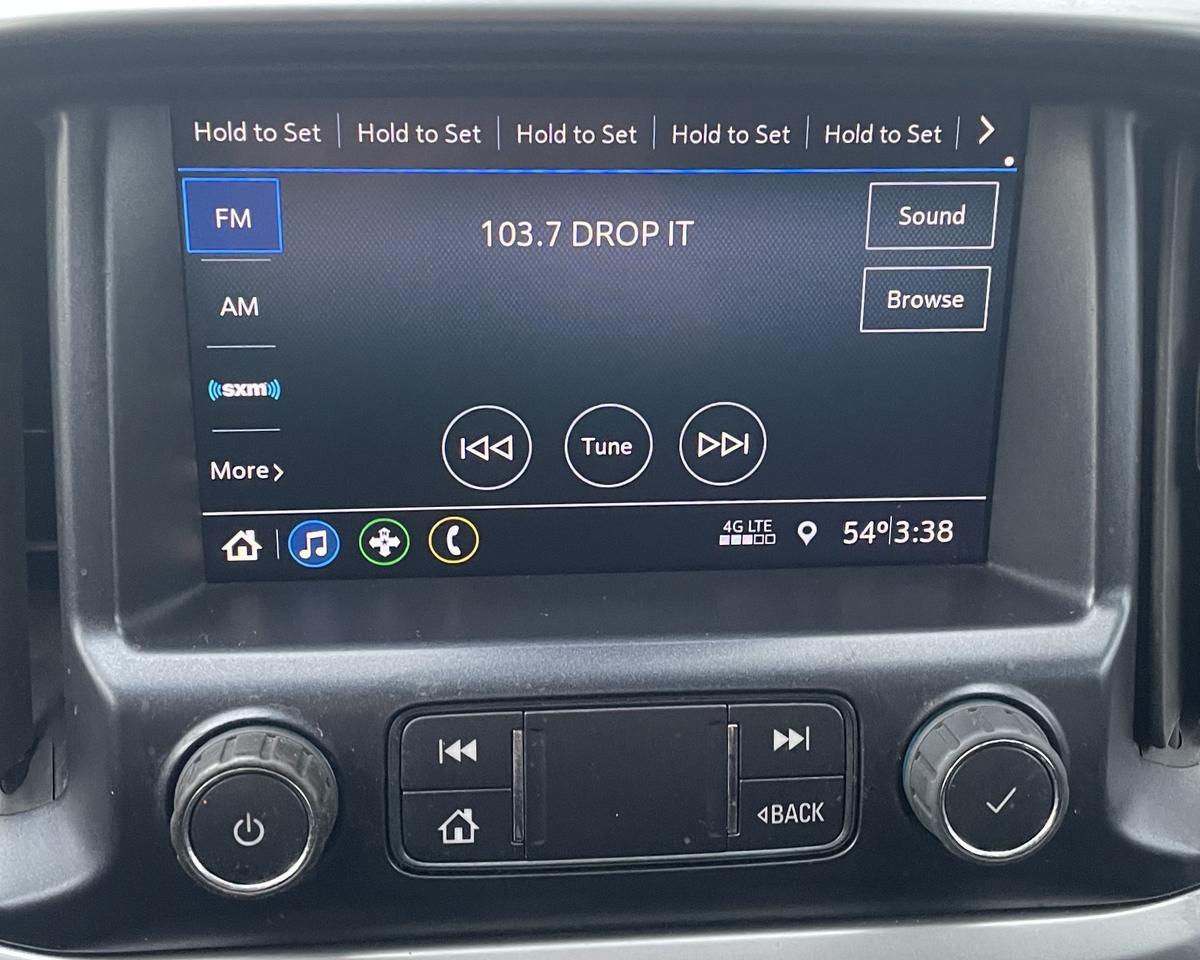 Hold to Set Hold to Set Hold to Set Hold to Set Hold to Set
FM
103.7 DROP IT
Sound
AM
Browse
sxm
More
Tune
4G LTE
54° 3:38
BACK